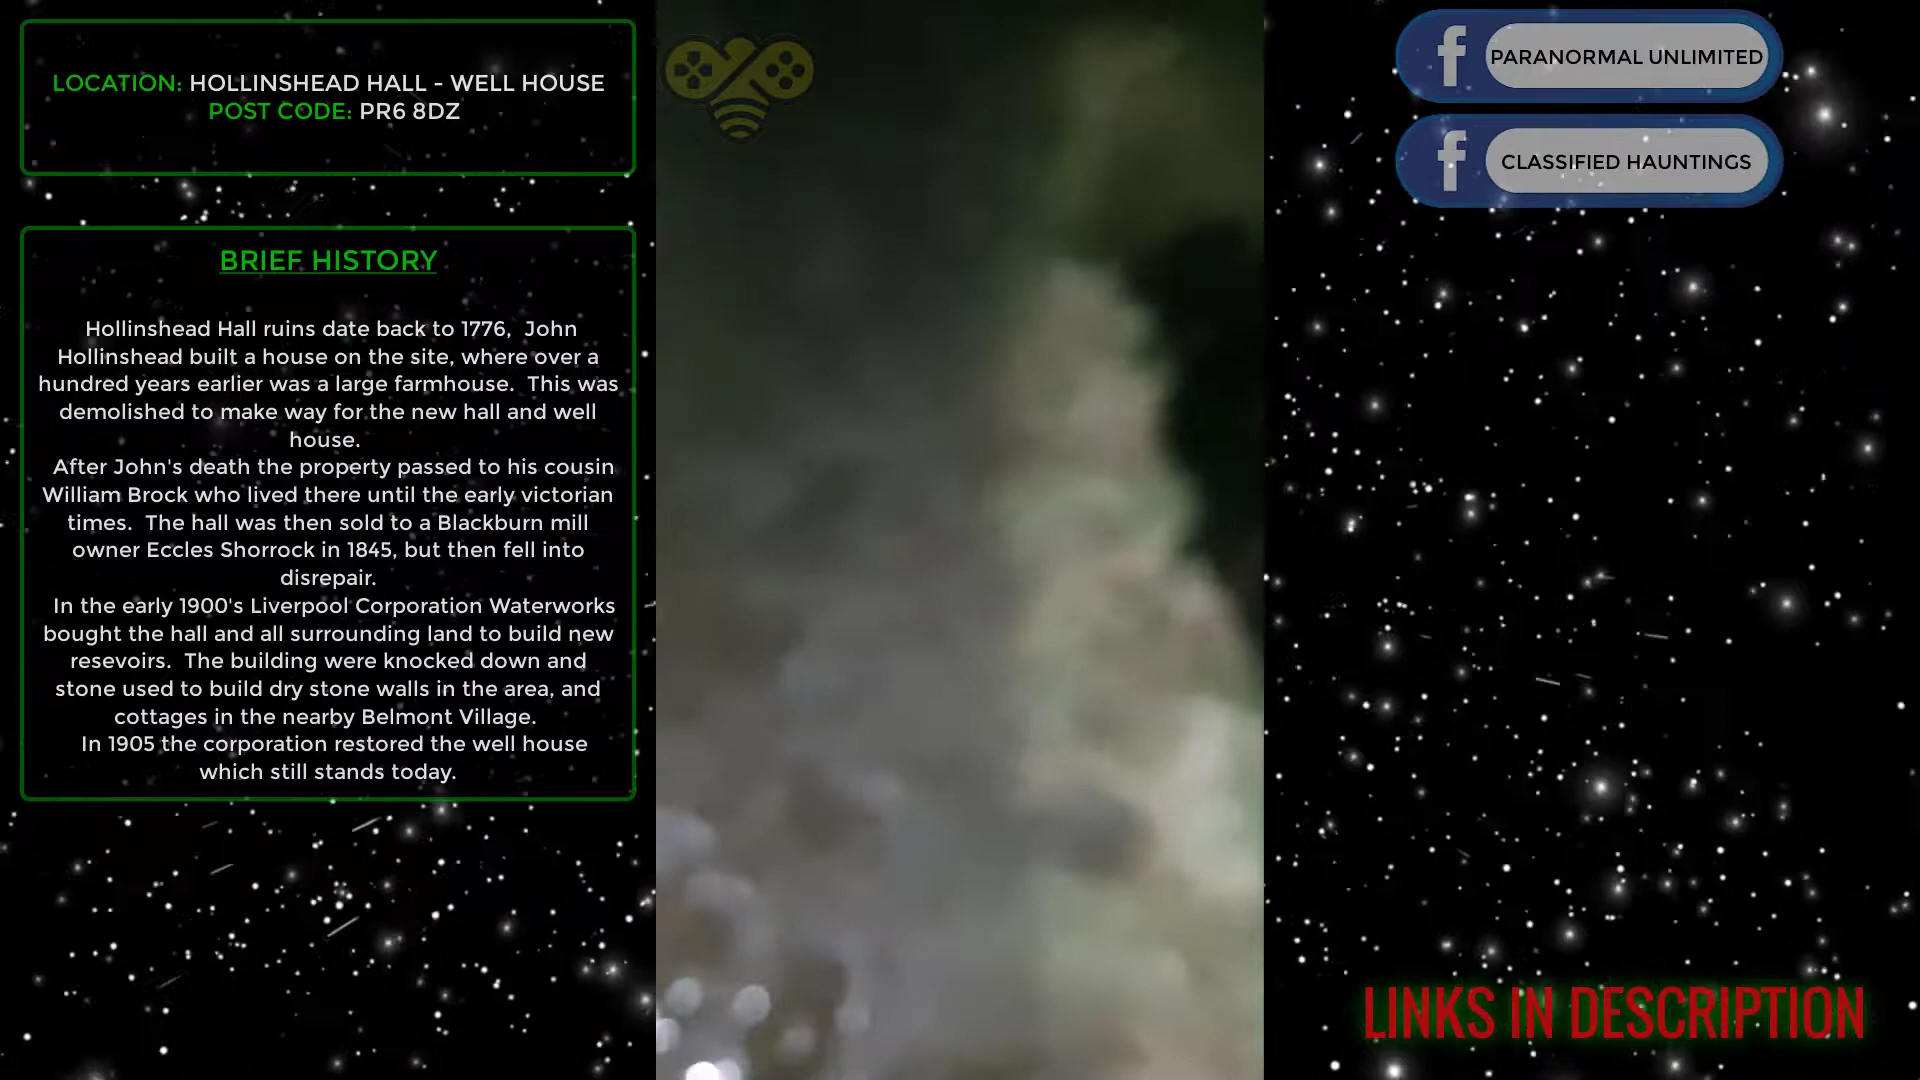 LOCATION: HOLLINSHEAD HALL - WELL HOUSE
POST CODE: PR6 8DZ
BRIEF HISTORY
Hollinshead Hall ruins date back to 1776, John
Hollinshead built a house on the site, where over a
hundred years earlier was a large farmhouse. This was
demolished to make way for the new hall and well
house.
After John's death the property passed to his cousin
William Brock who lived there until the early victorian
times. The hall was then sold to a Blackburn mill
owner Eccles Shorrock in 1845, but then fell into
disrepair.
In the early 1900's Liverpool Corporation Waterworks
bought the hall and all surrounding land to build new
resevoirs. The building were knocked down and
stone used to build dry stone walls in the area, and
cottages in the nearby Belmont Village.
In 1905 the corporation restored the well house
which still stands today.
PARANORMAL UNLIMITED
CLASSIFIED HAUNTINGS
LINKS IN DESCRIPTION